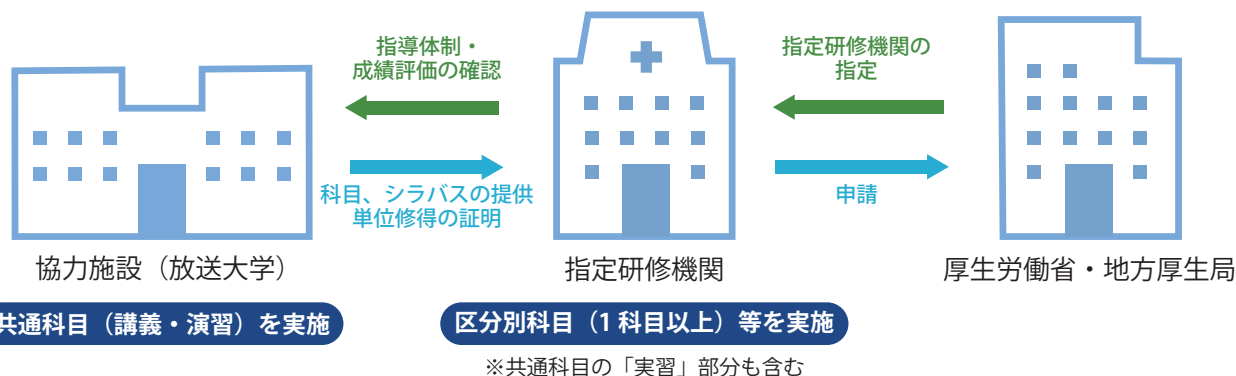 指導体制・
成績評価の確認
指定研修機関の
指定
科目、シラバスの提供
単位修得の証明
申請
協力施設（放送大学）
指定研修機関
厚生労働省・地方厚生局
共通科目（講義・演習）を実施
区分別科目（1 科目以上）等を実施
※共通科目の「実習」部分も含む